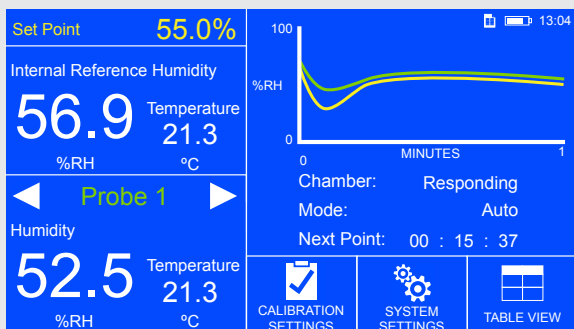 Set Point 55.0%
Internal Reference Humidity
56.9 %RH
Temperature
21.3 ºC
Probe 1
Humidity
52.5 %RH
Temperature
21.3 ºC
13:04
100
%RH
0
0 MINUTES 1
Chamber: Responding
Mode: Auto
Next Point: 00 : 15 : 37
CALIBRATION
SETTINGS
SYSTEM
SETTINGS
TABLE VIEW